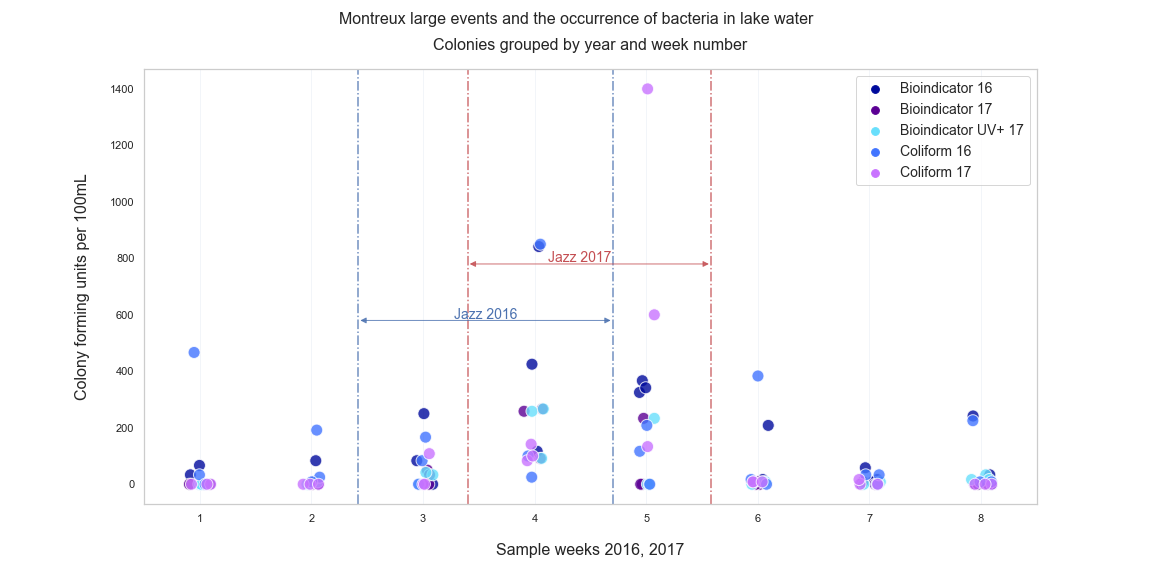 Montreux large events and the occurrence of bacteria in lake water
Colonies grouped by year and week number
Bioindicator 16
Bioindicator 17
Bioindicator UV+ 17
Coliform 16
Coliform 17
1400
1200
1000
800
600
400
200
0
Colony forming units per 100mL
Jazz 2017
Jazz 2016
1 2 3 4 5 6 7 8
Sample weeks 2016, 2017